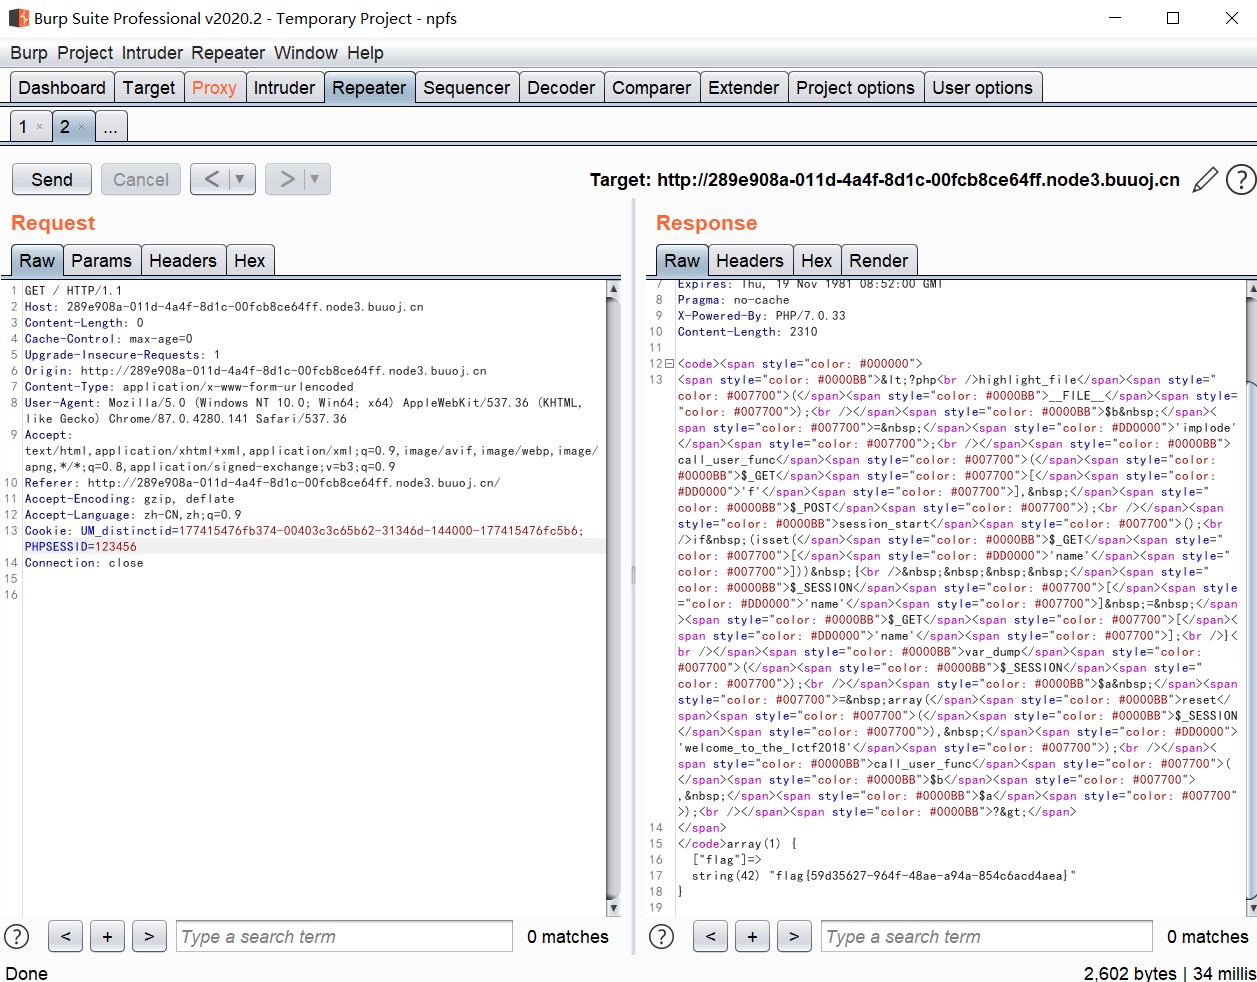 Burp Suite Professional v2020.2 - Temporary Project - npfs
Burp Project Intruder Repeater Window Help
Dashboard Target Proxy Intruder Repeater Sequencer Decoder Comparer Extender Project options User options
1 × 2 × ...
Send Cancel < ▼ > ▼ Target: http://289e908a-011d-4a4f-8d1c-00fcb8ce64ff.node3.buuoj.cn ?
Request
Raw Params Headers Hex
1 GET / HTTP/1.1
2 Host: 289e908a-011d-4a4f-8d1c-00fcb8ce64ff.node3.buuoj.cn
3 Content-Length: 0
4 Cache-Control: max-age=0
5 Upgrade-Insecure-Requests: 1
6 Origin: http://289e908a-011d-4a4f-8d1c-00fcb8ce64ff.node3.buuoj.cn
7 Content-Type: application/x-www-form-urlencoded
8 User-Agent: Mozilla/5.0 (Windows NT 10.0; Win64; x64) AppleWebKit/537.36 (KHTML,
like Gecko) Chrome/87.0.4280.141 Safari/537.36
9 Accept:
text/html,application/xhtml+xml,application/xml;q=0.9,image/avif,image/webp,image/
apng,*/*;q=0.8,application/signed-exchange;v=b3;q=0.9
10 Referer: http://289e908a-011d-4a4f-8d1c-00fcb8ce64ff.node3.buuoj.cn/
11 Accept-Encoding: gzip, deflate
12 Accept-Language: zh-CN,zh;q=0.9
13 Cookie: UM_distinctid=177415476fb374-00403c3c65b62-31346d-144000-177415476fc5b6;
PHPSESSID=123456
14 Connection: close
15
16
? < + > Type a search term 0 matches
Response
Raw Headers Hex Render
7 Expires: Thu, 19 Nov 1981 08:52:00 GMT
8 Pragma: no-cache
9 X-Powered-By: PHP/7.0.33
10 Content-Length: 2310
11
12 <code><span style="color: #000000">
13 <span style="color: #0000BB">&lt;?php<br />highlight_file</span><span style="
color: #007700">(</span><span style="color: #0000BB">__FILE__</span><span style=
"color: #007700">);<br /></span><span style="color: #0000BB">$b&nbsp;</span><
span style="color: #007700">=&nbsp;</span><span style="color: #DD0000">'implode'
</span><span style="color: #007700">;<br /></span><span style="color: #0000BB">
call_user_func</span><span style="color: #007700">(</span><span style="color:
#0000BB">$_GET</span><span style="color: #007700">[</span><span style="color:
#DD0000">'f'</span><span style="color: #007700">],&nbsp;</span><span style="
color: #0000BB">$_POST</span><span style="color: #007700">);<br /></span><span
style="color: #0000BB">session_start</span><span style="color: #007700">();<br
/>if&nbsp;(isset(</span><span style="color: #0000BB">$_GET</span><span style="
color: #007700">[</span><span style="color: #DD0000">'name'</span><span style="
color: #007700">]))&nbsp;{<br />&nbsp;&nbsp;&nbsp;&nbsp;</span><span style="
color: #0000BB">$_SESSION</span><span style="color: #007700">[</span><span style
="color: #DD0000">'name'</span><span style="color: #007700">]&nbsp;=&nbsp;</span
><span style="color: #0000BB">$_GET</span><span style="color: #007700">[</span><
span style="color: #DD0000">'name'</span><span style="color: #007700">];<br />}<
br /></span><span style="color: #0000BB">var_dump</span><span style="color:
#007700">(</span><span style="color: #0000BB">$_SESSION</span><span style="
color: #007700">);<br /></span><span style="color: #0000BB">$a&nbsp;</span><span
style="color: #007700">=&nbsp;array(</span><span style="color: #0000BB">reset</
span><span style="color: #007700">(</span><span style="color: #0000BB">$_SESSION
</span><span style="color: #007700">),&nbsp;</span><span style="color: #DD0000">
'welcome_to_the_lctf2018'</span><span style="color: #007700">);<br /></span><
span style="color: #0000BB">call_user_func</span><span style="color: #007700">(
</span><span style="color: #0000BB">$b</span><span style="color: #007700">
,&nbsp;</span><span style="color: #0000BB">$a</span><span style="color: #007700"
>);<br /></span><span style="color: #0000BB">?&gt;</span>
14 </span>
15 </code>array(1) {
16 ["flag"]=>
17 string(42) "flag{59d35627-964f-48ae-a94a-854c6acd4aea}"
18 }
19
? < + > Type a search term 0 matches
Done 2,602 bytes | 34 millis